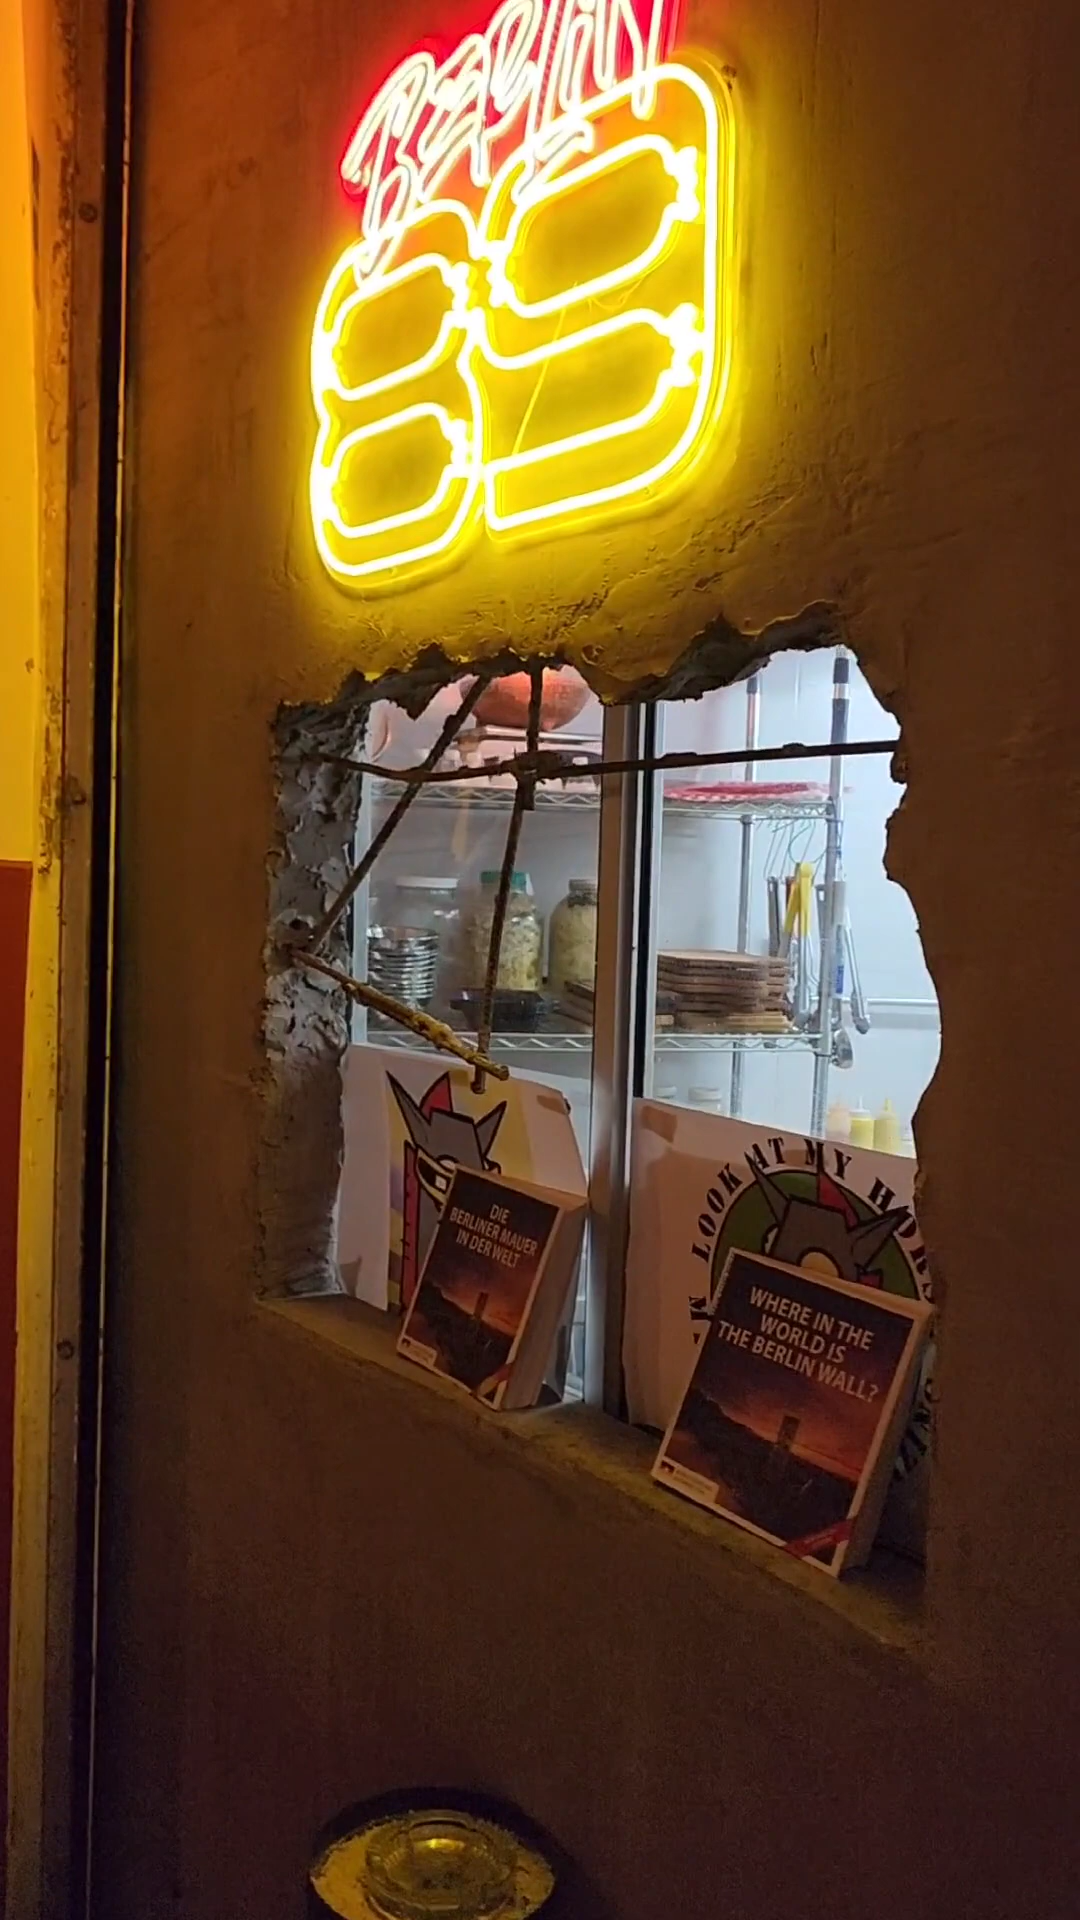 Berlin
89
DIE
BERLINER MAUER
IN DER WELT
LOOK AT MY
WHERE IN THE
WORLD IS
THE BERLIN WALL?